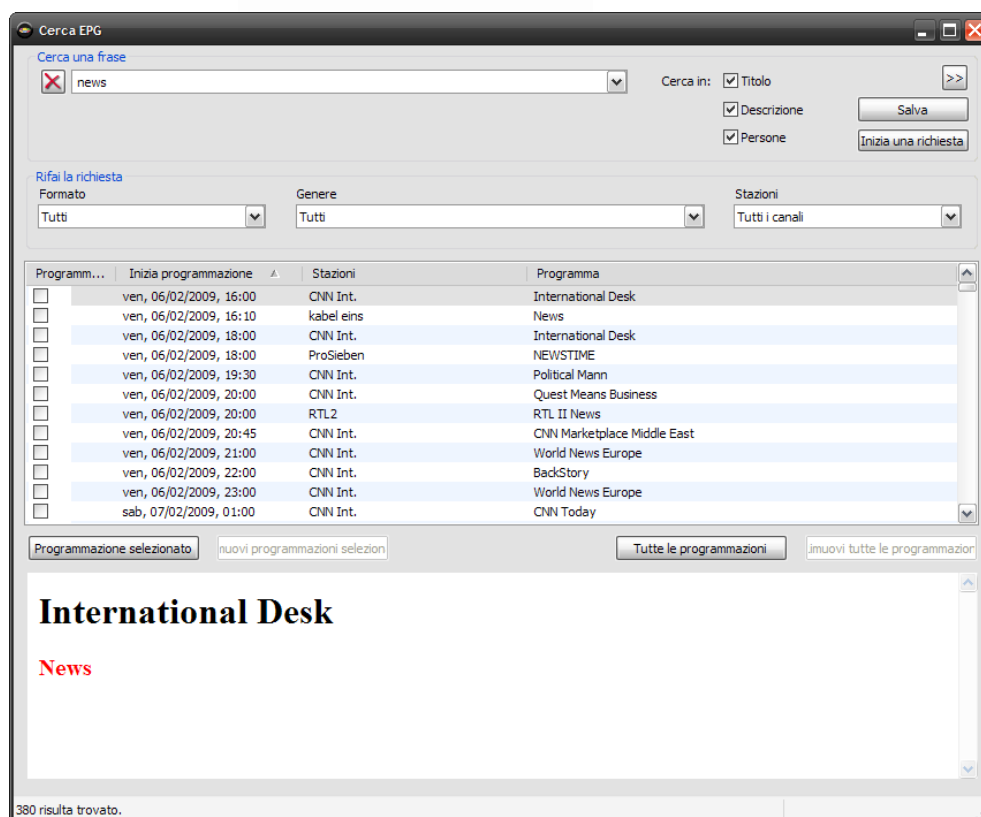 Cerca EPG
Cerca una frase
news
Cerca in: Titolo
>>
Descrizione
Salva
Persone
Inizia una richiesta
Rifai la richiesta
Formato Genere Stazioni
Tutti Tutti Tutti i canali
Programm... Inizia programmazione Stazioni Programma
ven, 06/02/2009, 16:00 CNN Int. International Desk
ven, 06/02/2009, 16:10 kabel eins News
ven, 06/02/2009, 18:00 CNN Int. International Desk
ven, 06/02/2009, 18:00 ProSieben NEWSTIME
ven, 06/02/2009, 19:30 CNN Int. Political Mann
ven, 06/02/2009, 20:00 CNN Int. Quest Means Business
ven, 06/02/2009, 20:00 RTL2 RTL II News
ven, 06/02/2009, 20:45 CNN Int. CNN Marketplace Middle East
ven, 06/02/2009, 21:00 CNN Int. World News Europe
ven, 06/02/2009, 22:00 CNN Int. BackStory
ven, 06/02/2009, 23:00 CNN Int. World News Europe
sab, 07/02/2009, 01:00 CNN Int. CNN Today
Programmazione selezionato nuovi programmazioni selezion Tutte le programmazioni imuovi tutte le programmazion
International Desk
News
380 risulta trovato.